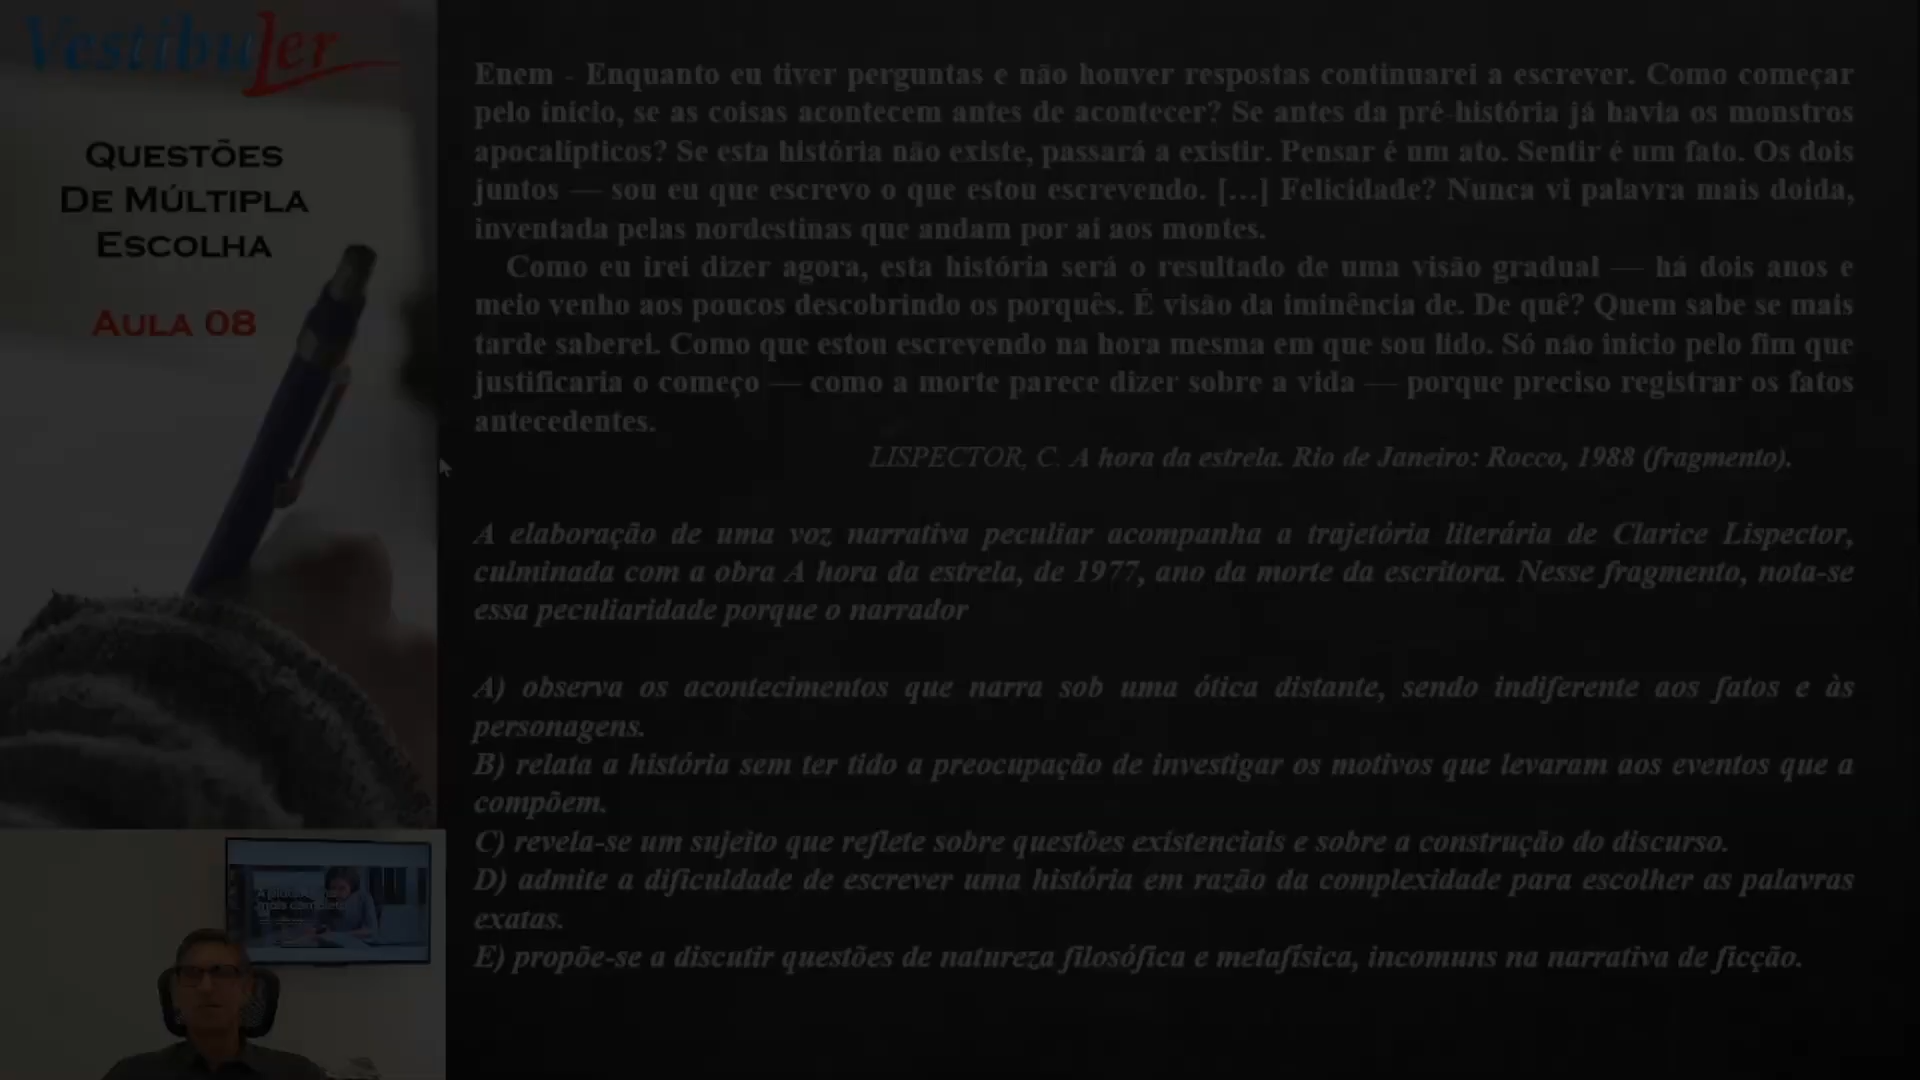 VestibuLer
QUESTÕES
DE MÚLTIPLA
ESCOLHA
AULA 08
Enem - Enquanto eu tiver perguntas e não houver respostas continuarei a escrever. Como começar
pelo início, se as coisas acontecem antes de acontecer? Se antes da pré-história já havia os monstros
apocalípticos? Se esta história não existe, passará a existir. Pensar é um ato. Sentir é um fato. Os dois
juntos — sou eu que escrevo o que estou escrevendo. [...] Felicidade? Nunca vi palavra mais doida,
inventada pelas nordestinas que andam por aí aos montes.
Como eu irei dizer agora, esta história será o resultado de uma visão gradual — há dois anos e
meio venho aos poucos descobrindo os porquês. É visão da iminência de. De quê? Quem sabe se mais
tarde saberei. Como que estou escrevendo na hora mesma em que sou lido. Só não inicio pelo fim que
justificaria o começo — como a morte parece dizer sobre a vida — porque preciso registrar os fatos
antecedentes.
LISPECTOR, C. A hora da estrela. Rio de Janeiro: Rocco, 1988 (fragmento).
A elaboração de uma voz narrativa peculiar acompanha a trajetória literária de Clarice Lispector,
culminada com a obra A hora da estrela, de 1977, ano da morte da escritora. Nesse fragmento, nota-se
essa peculiaridade porque o narrador
A) observa os acontecimentos que narra sob uma ótica distante, sendo indiferente aos fatos e às
personagens.
B) relata a história sem ter tido a preocupação de investigar os motivos que levaram aos eventos que a
compõem.
C) revela-se um sujeito que reflete sobre questões existenciais e sobre a construção do discurso.
D) admite a dificuldade de escrever uma história em razão da complexidade para escolher as palavras
exatas.
E) propõe-se a discutir questões de natureza filosófica e metafísica, incomuns na narrativa de ficção.